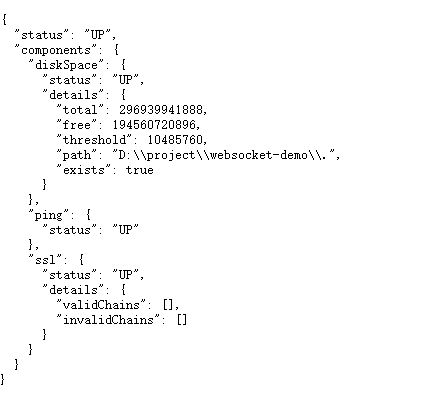 {
  "status": "UP",
  "components": {
    "diskSpace": {
      "status": "UP",
      "details": {
        "total": 296939941888,
        "free": 194560720896,
        "threshold": 10485760,
        "path": "D:\\project\\websocket-demo\\.",
        "exists": true
      }
    },
    "ping": {
      "status": "UP"
    },
    "ssl": {
      "status": "UP",
      "details": {
        "validChains": [],
        "invalidChains": []
      }
    }
  }
}